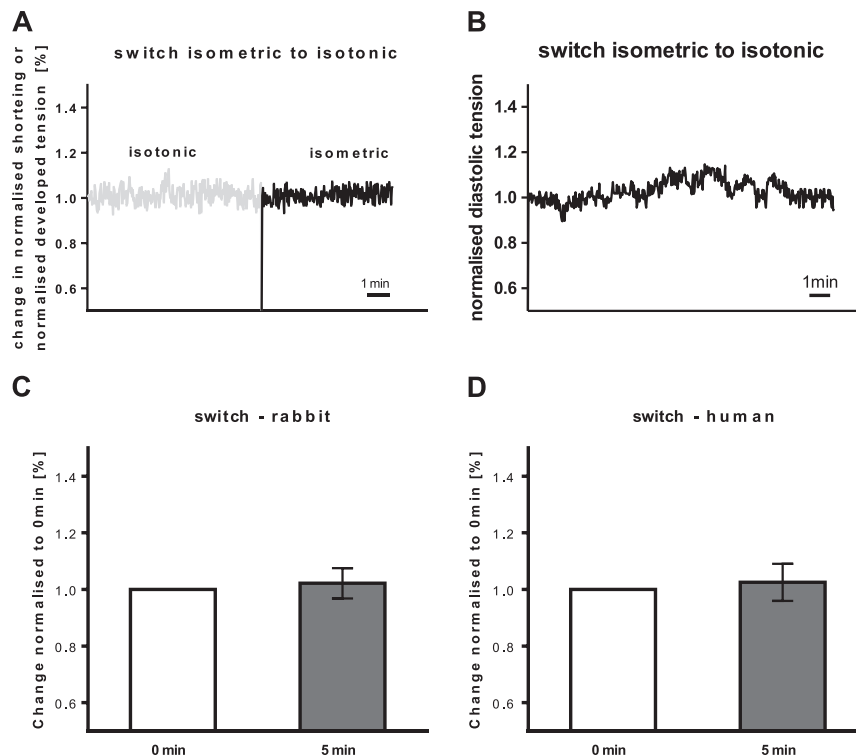 A
switch isometric to isotonic
change in normalised shorteing or
normalised developed tension [%]
1.4
1.2
1.0
0.8
0.6
isotonic
isometric
1min
B
switch isometric to isotonic
normalised diastolic tension
1.4
1.2
1.0
0.8
0.6
1min
C
switch - rabbit
Change normalised to 0min [%]
1.4
1.2
1.0
0.8
0.6
0 min
5 min
D
switch - human
Change normalised to 0min [%]
1.4
1.2
1.0
0.8
0.6
0 min
5 min